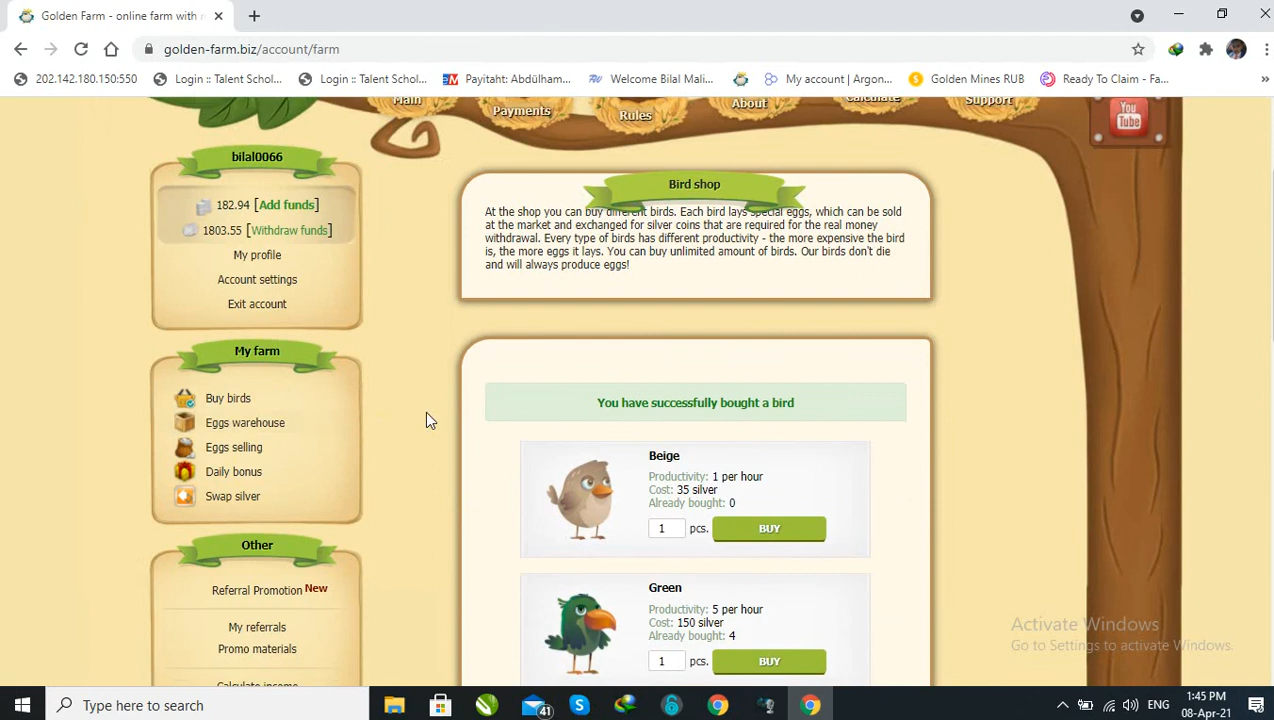 Golden Farm - online farm with r
golden-farm.biz/account/farm
202.142.180.150:550
Login :: Talent Schol...
Login :: Talent Schol...
Payitaht: Abdülham...
Welcome Bilal Mali...
My account | Argon...
Golden Mines RUB
Ready To Claim - Fa...
Main
Payments
Rules
About
Calculate
Support
You
Tube
bilal0066
182.94 [Add funds]
1803.55 [Withdraw funds]
My profile
Account settings
Exit account
My farm
Buy birds
Eggs warehouse
Eggs selling
Daily bonus
Swap silver
Other
Referral Promotion New
My referrals
Promo materials
Calculate income
Bird shop
At the shop you can buy different birds. Each bird lays special eggs, which can be sold
at the market and exchanged for silver coins that are required for the real money
withdrawal. Every type of birds has different productivity - the more expensive the bird
is, the more eggs it lays. You can buy unlimited amount of birds. Our birds don't die
and will always produce eggs!
You have successfully bought a bird
Beige
Productivity: 1 per hour
Cost: 35 silver
Already bought: 0
1 pcs. BUY
Green
Productivity: 5 per hour
Cost: 150 silver
Already bought: 4
1 pcs. BUY
Activate Windows
Go to Settings to activate Windows.
Type here to search
41
ENG
1:45 PM
08-Apr-21